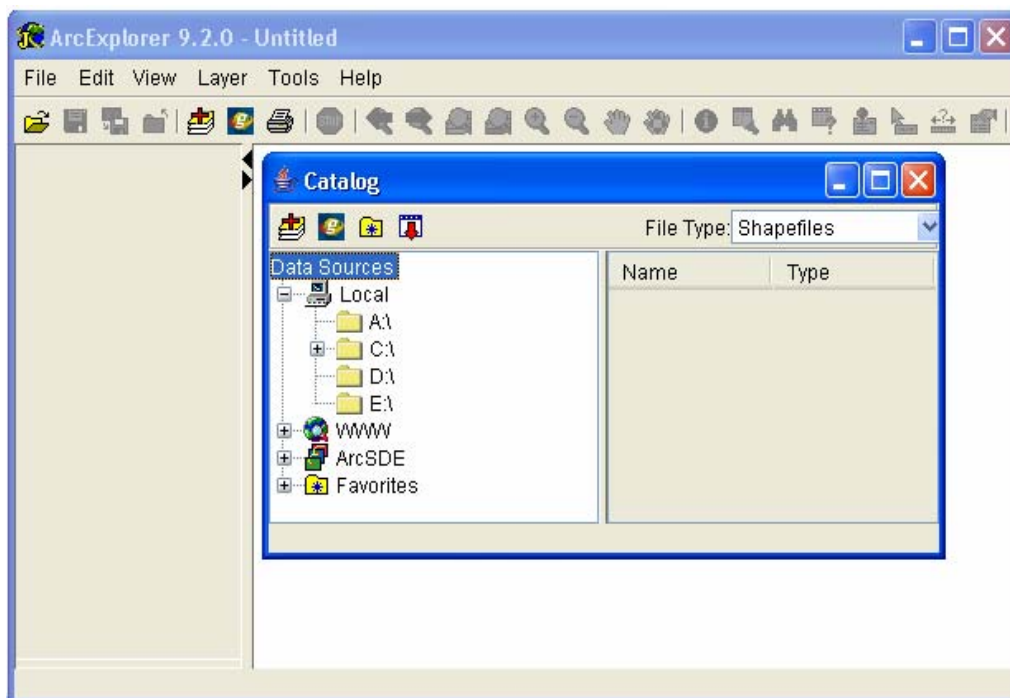 ArcExplorer 9.2.0 - Untitled
File Edit View Layer Tools Help
Catalog
File Type: Shapefiles
Data Sources
Name Type
Local
A:\
C:\
D:\
E:\
WWW
ArcSDE
Favorites